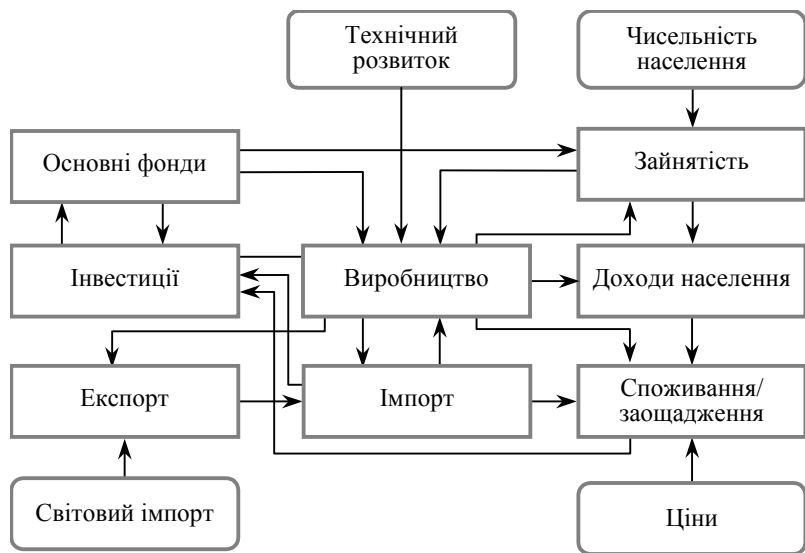 Технічний
розвиток
Чисельність
населення
Основні фонди
Зайнятість
Інвестиції
Виробництво
Доходи населення
Експорт
Імпорт
Споживання/
заощадження
Світовий імпорт
Ціни